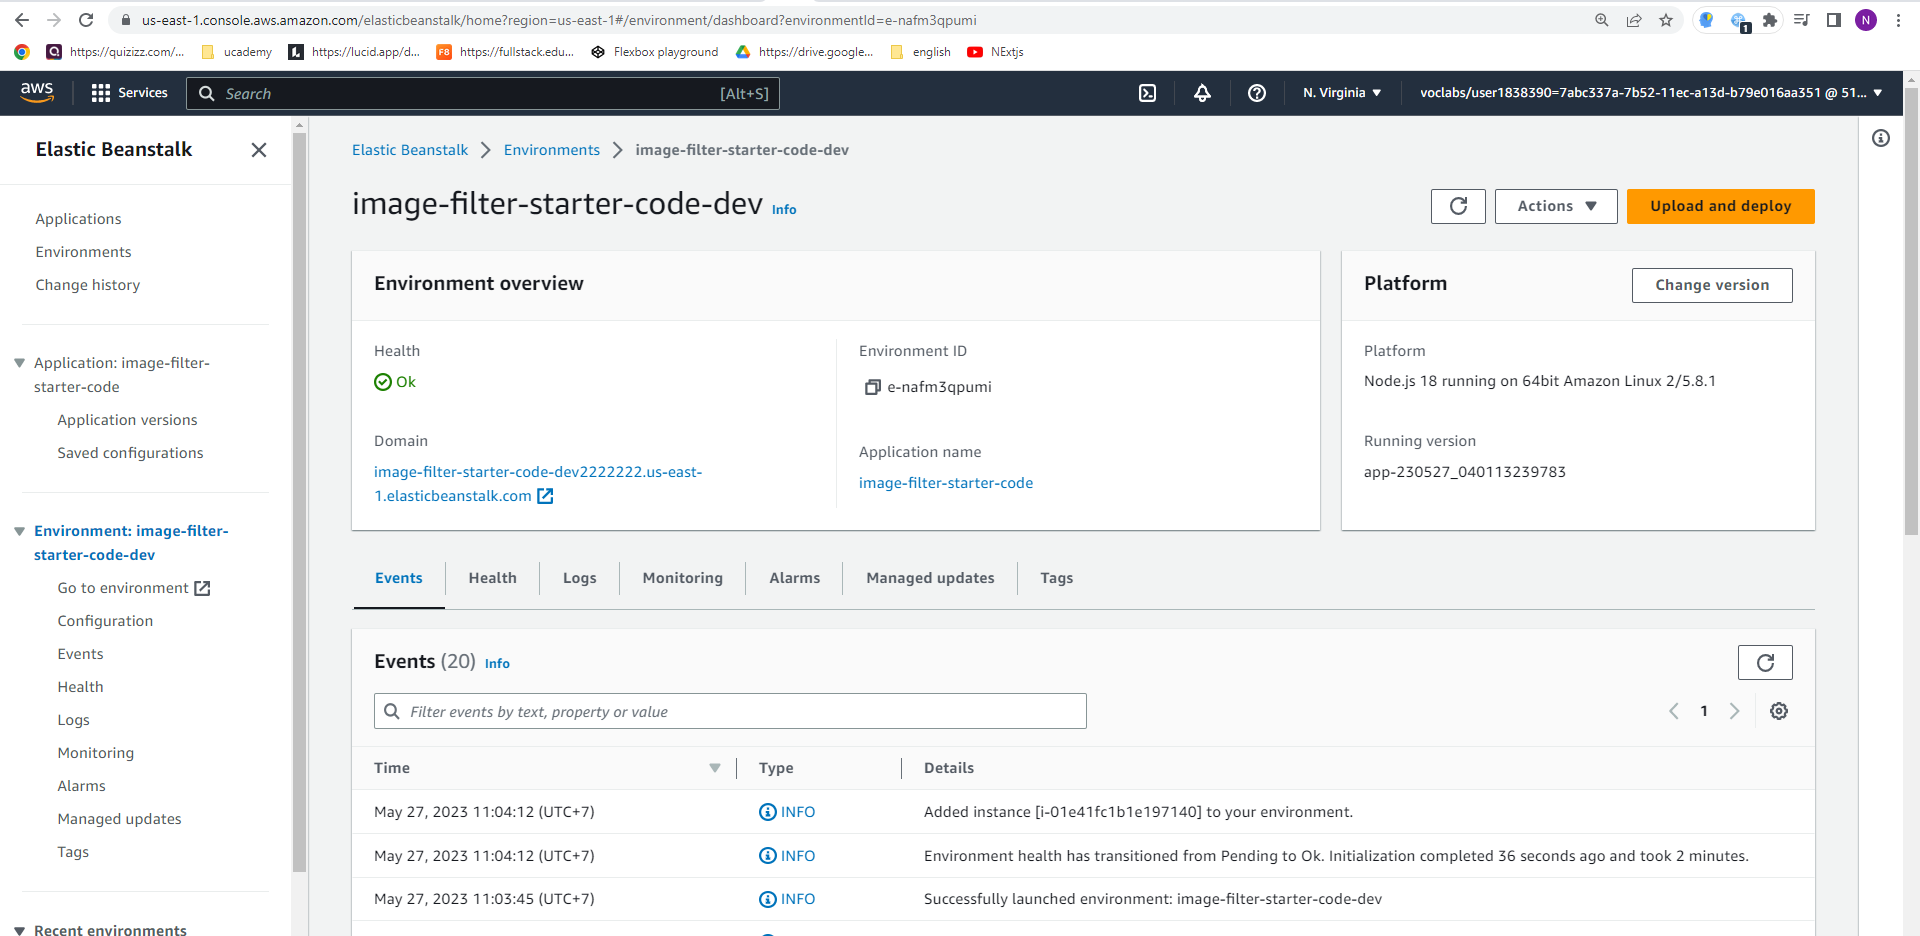 us-east-1.console.aws.amazon.com/elasticbeanstalk/home?region=us-east-1#/environment/dashboard?environmentId=e-nafm3qpumi
1
N
https://quizizz.com/...
ucademy
https://lucid.app/d...
F8
https://fullstack.edu...
Flexbox playground
https://drive.google...
english
NExtjs
aws
Services
Search
[Alt+S]
N. Virginia
voclabs/user1838390=7abc337a-7b52-11ec-a13d-b79e016aa351 @ 51...
Elastic Beanstalk
Applications
Environments
Change history
Application: image-filter-
starter-code
Application versions
Saved configurations
Environment: image-filter-
starter-code-dev
Go to environment
Configuration
Events
Health
Logs
Monitoring
Alarms
Managed updates
Tags
Recent environments
Elastic Beanstalk
Environments
image-filter-starter-code-dev
image-filter-starter-code-dev Info
Actions
Upload and deploy
Environment overview
Health
Ok
Domain
image-filter-starter-code-dev2222222.us-east-
1.elasticbeanstalk.com
Environment ID
e-nafm3qpumi
Application name
image-filter-starter-code
Platform
Change version
Platform
Node.js 18 running on 64bit Amazon Linux 2/5.8.1
Running version
app-230527_040113239783
Events
Health
Logs
Monitoring
Alarms
Managed updates
Tags
Events (20) Info
Filter events by text, property or value
1
Time
Type
Details
May 27, 2023 11:04:12 (UTC+7) INFO Added instance [i-01e41fc1b1e197140] to your environment.
May 27, 2023 11:04:12 (UTC+7) INFO Environment health has transitioned from Pending to Ok. Initialization completed 36 seconds ago and took 2 minutes.
May 27, 2023 11:03:45 (UTC+7) INFO Successfully launched environment: image-filter-starter-code-dev